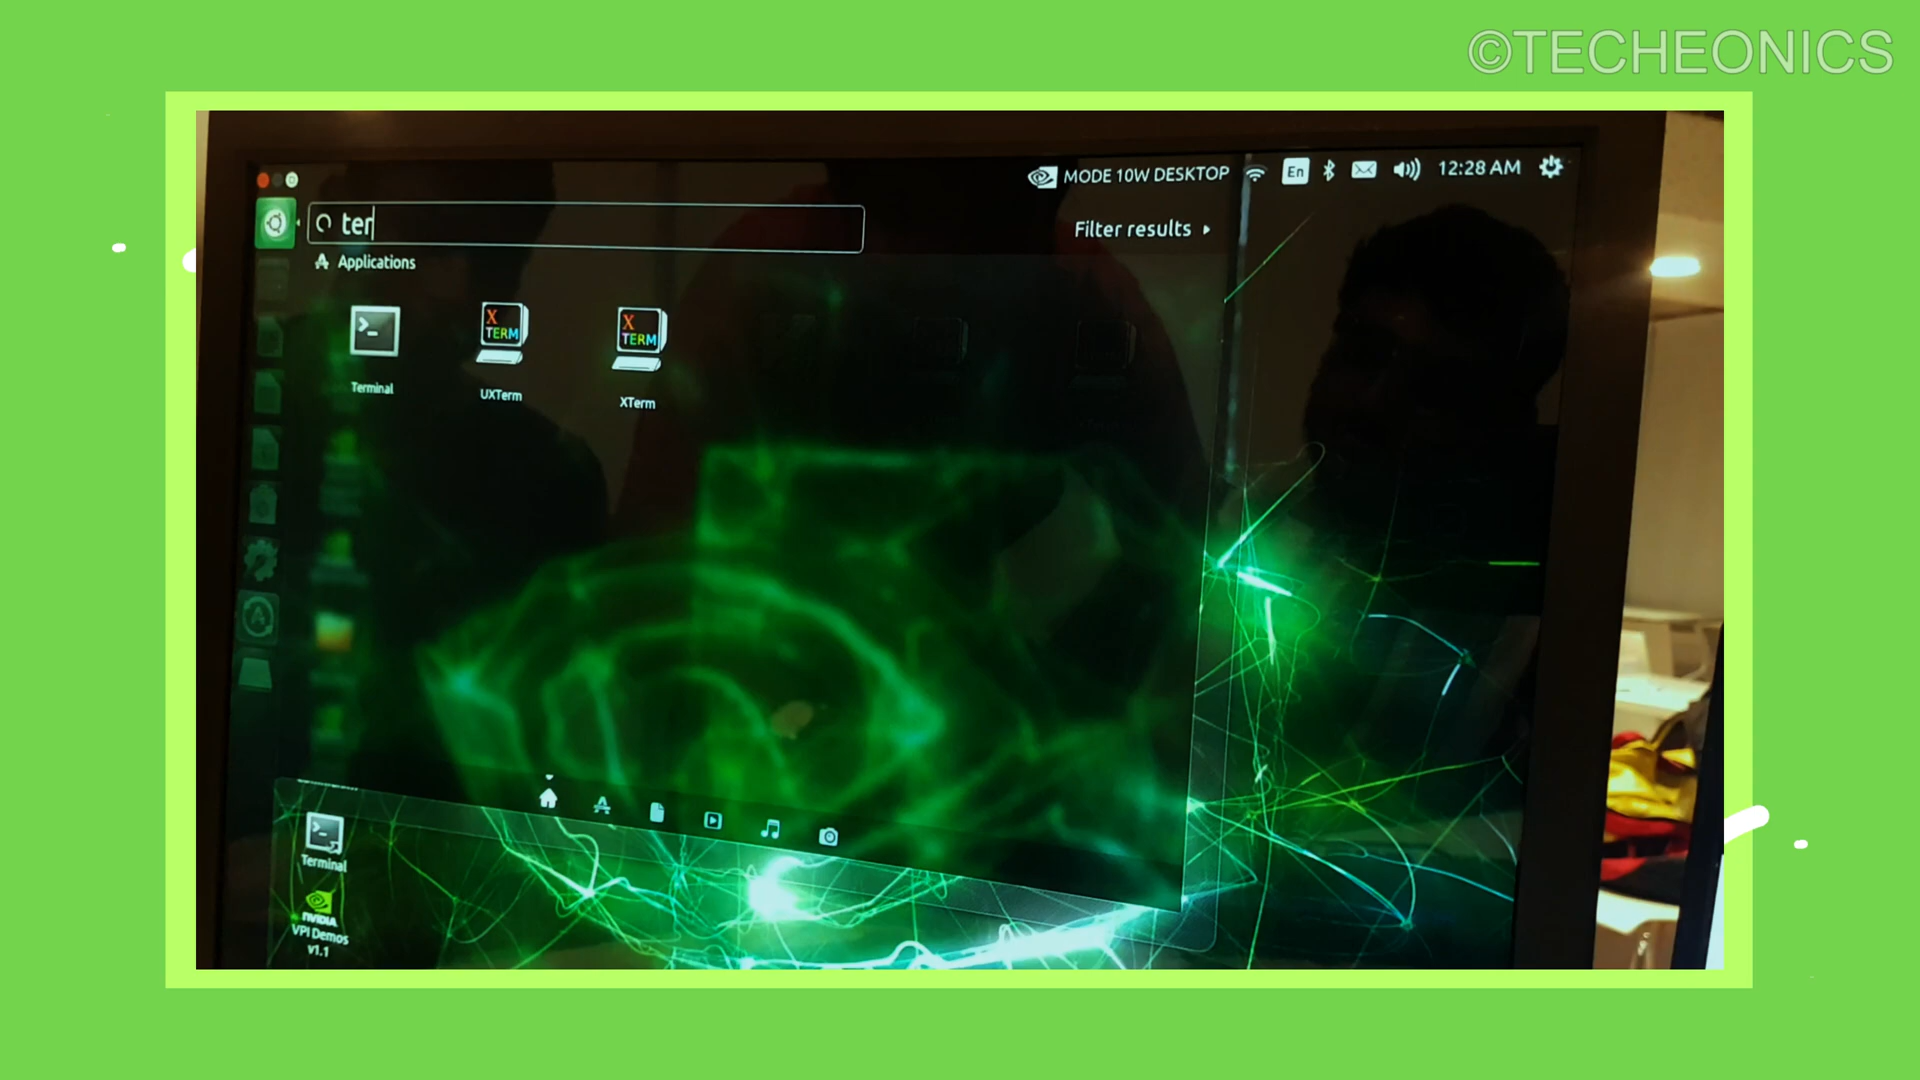 ©TECHEONICS
MODE 10W DESKTOP
En
12:28 AM
ter
Filter results
Applications
X
TERM
X
TERM
Terminal
UXTerm
XTerm
Terminal
NVIDIA
VPI Demos
v1.1